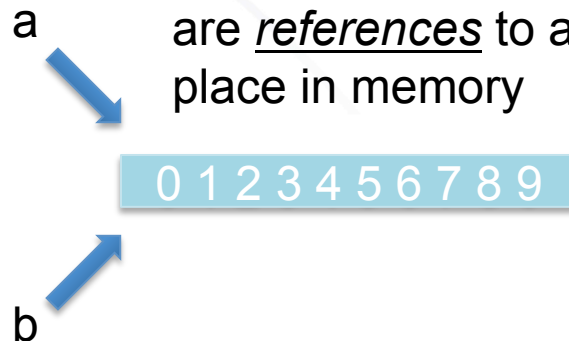 a
are references to a
place in memory
0 1 2 3 4 5 6 7 8 9
b